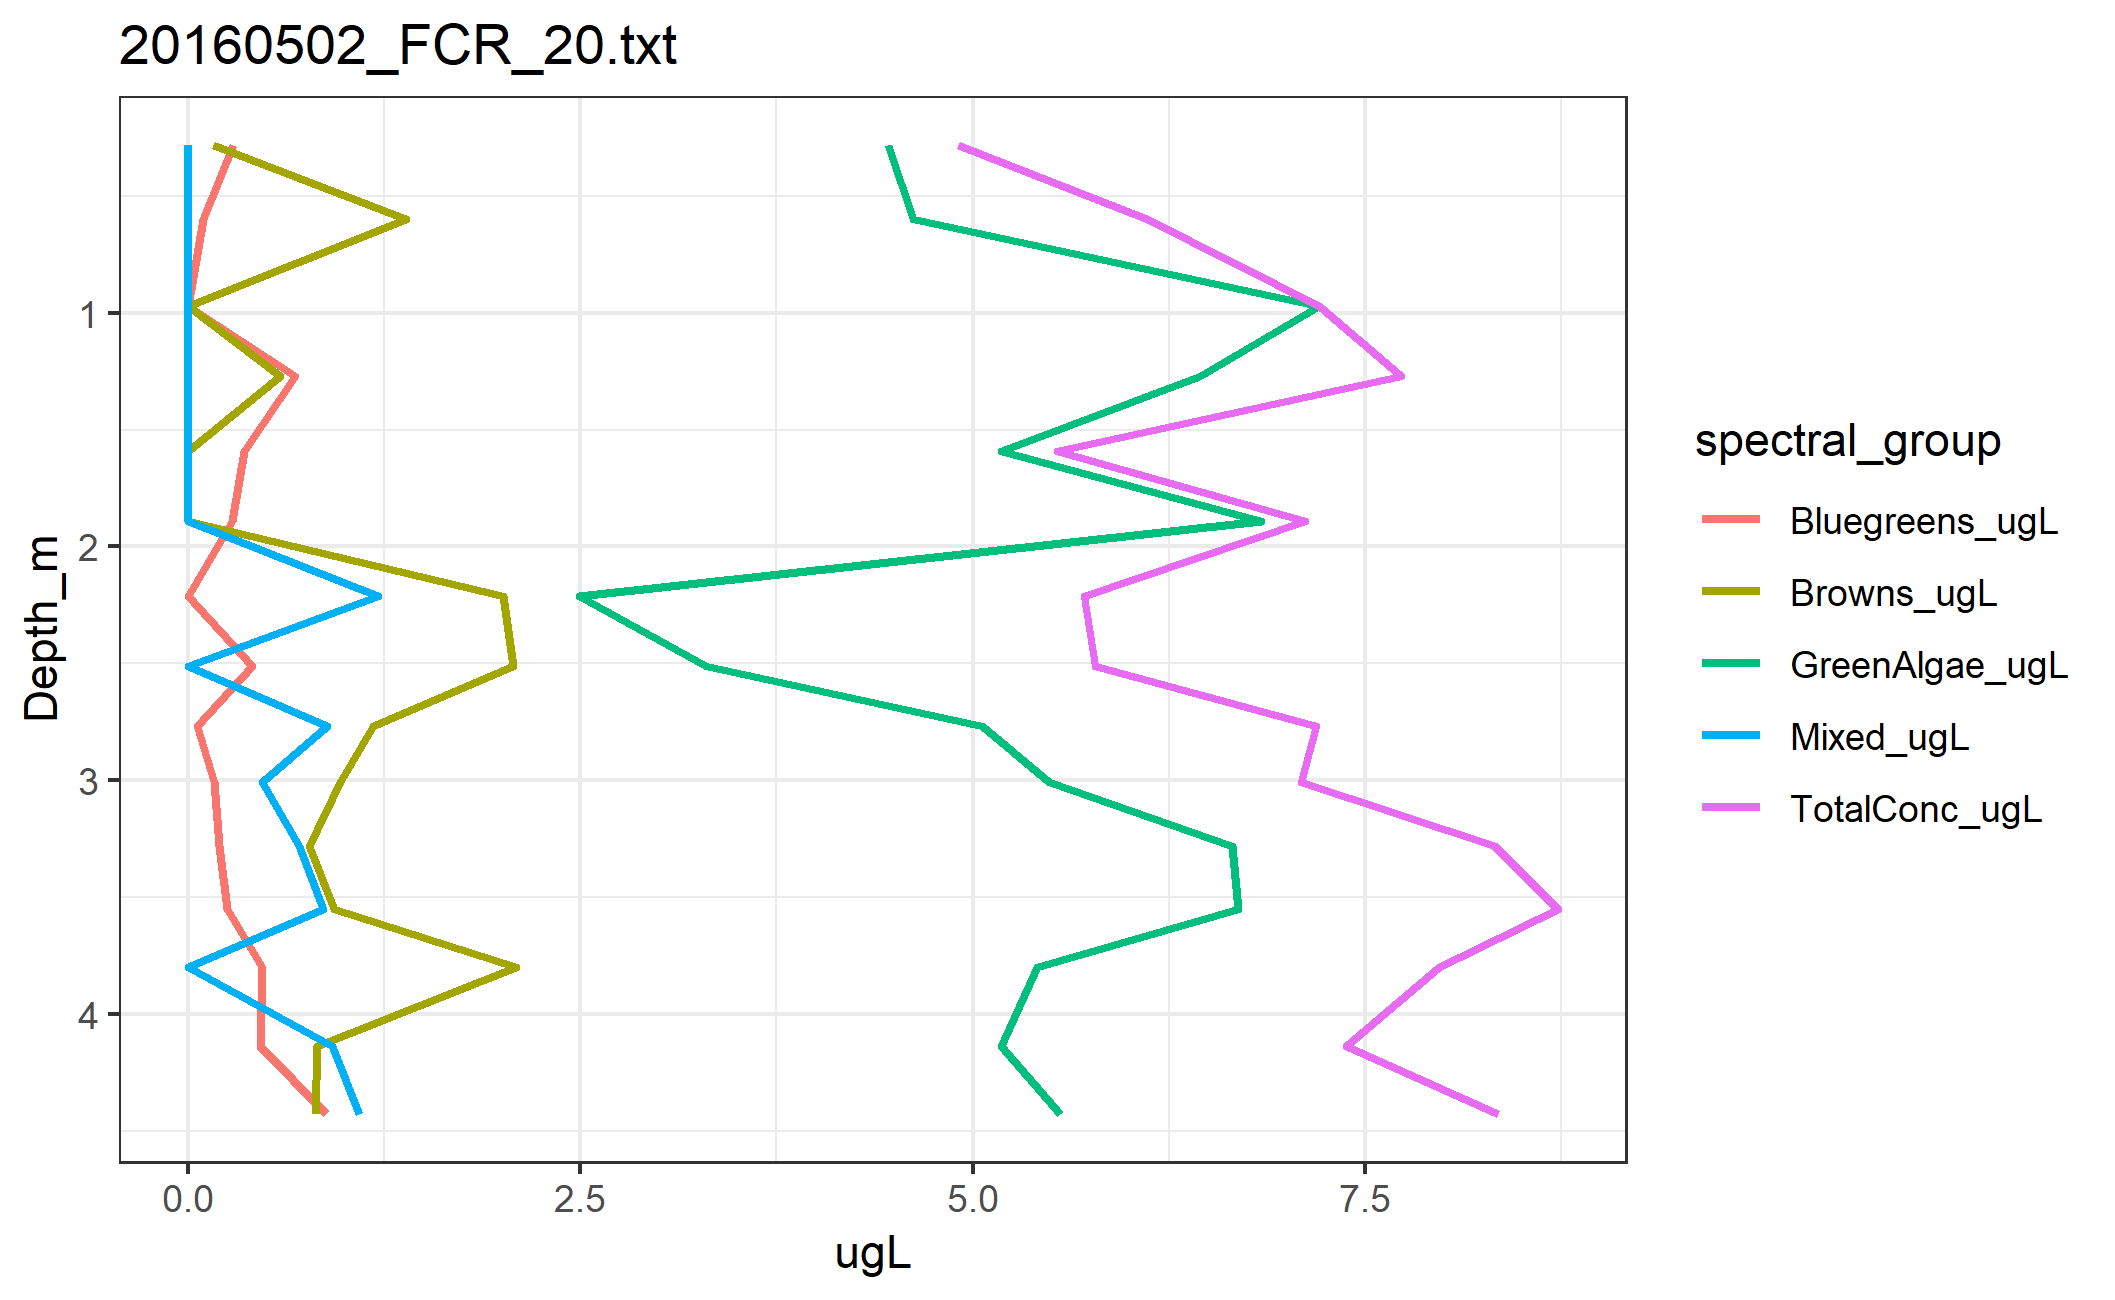 20160502_FCR_20.txt
Depth_m
1
2
3
4
0.0 2.5 5.0 7.5
ugL
spectral_group
Bluegreens_ugL
Browns_ugL
GreenAlgae_ugL
Mixed_ugL
TotalConc_ugL